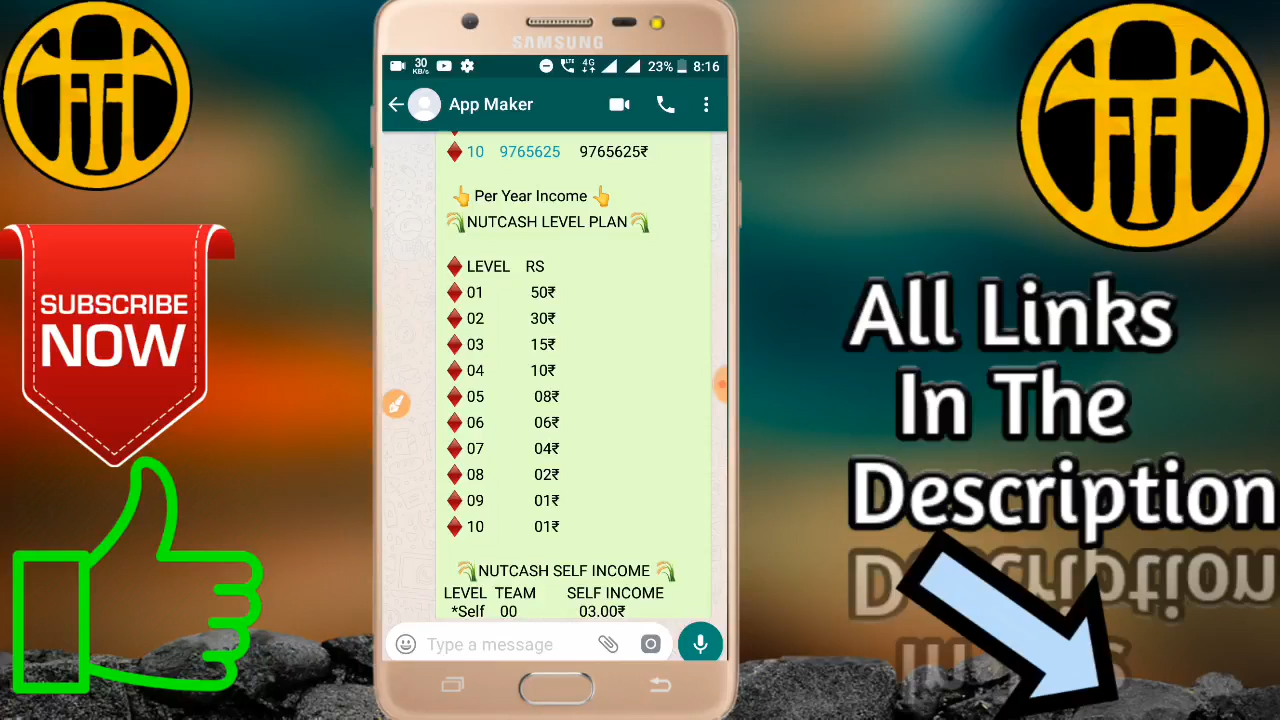 SAMSUNG
30 KB/s LTE 4G 23% 8:16
App Maker
10 9765625 9765625₹
👆Per Year Income👆
🌾NUTCASH LEVEL PLAN🌾
LEVEL RS
01 50₹
02 30₹
03 15₹
04 10₹
05 08₹
06 06₹
07 04₹
08 02₹
09 01₹
10 01₹
🌾NUTCASH SELF INCOME🌾
LEVEL TEAM SELF INCOME
*Self 00 03.00₹
Type a message
SUBSCRIBE
NOW
All Links
In The
Description